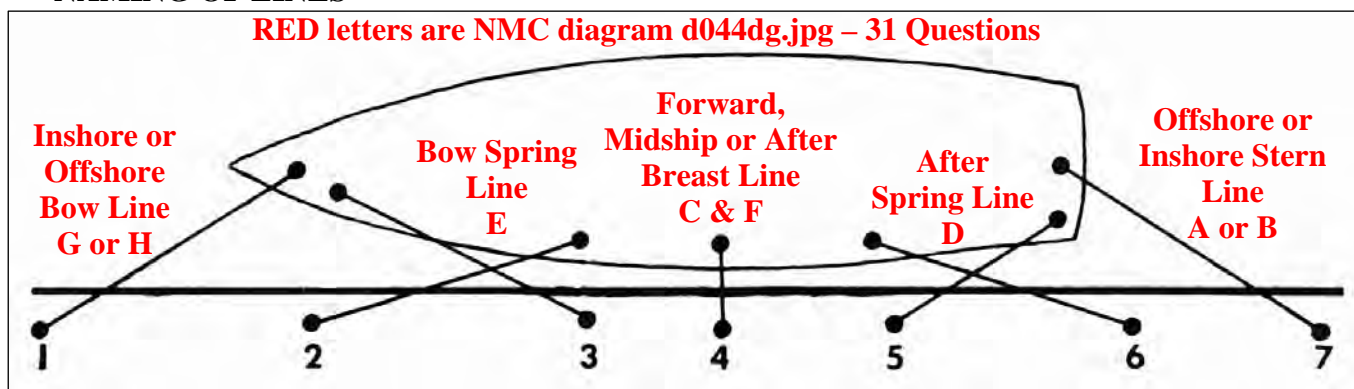 RED letters are NMC diagram d044dg.jpg – 31 Questions
Inshore or
Offshore
Bow Line
G or H
Bow Spring
Line
E
Forward,
Midship or After
Breast Line
C & F
After
Spring Line
D
Offshore or
Inshore Stern
Line
A or B
1 2 3 4 5 6 7